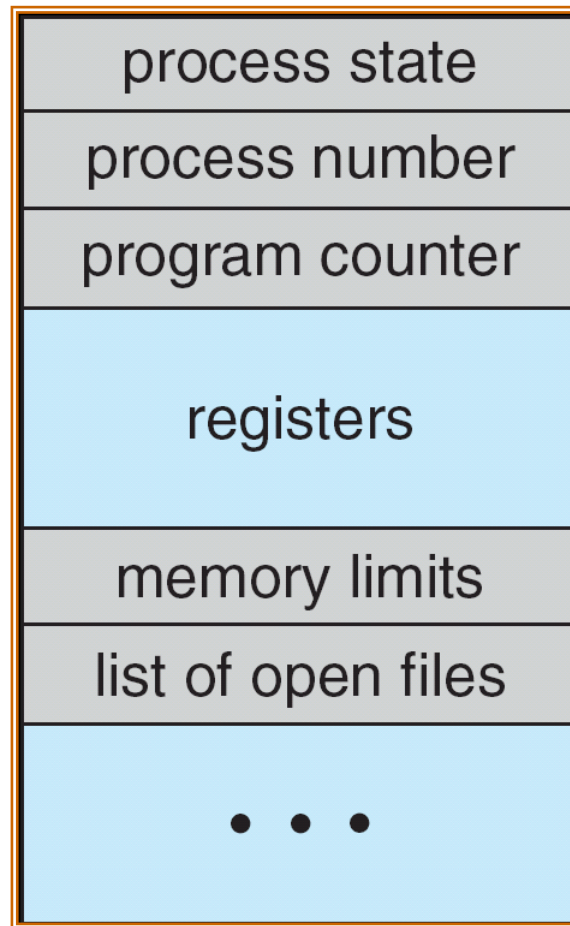 process state
process number
program counter
registers
memory limits
list of open files
• • •